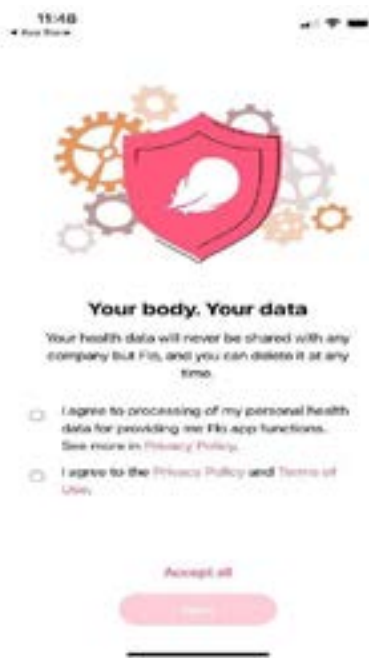 11:48
◀ App Store
Your body. Your data
Your health data will never be shared with any
company but Flo, and you can delete it at any
time.
I agree to processing of my personal health
data for providing me Flo app functions.
See more in Privacy Policy.
I agree to the Privacy Policy and Terms of
Use.
Accept all
Next